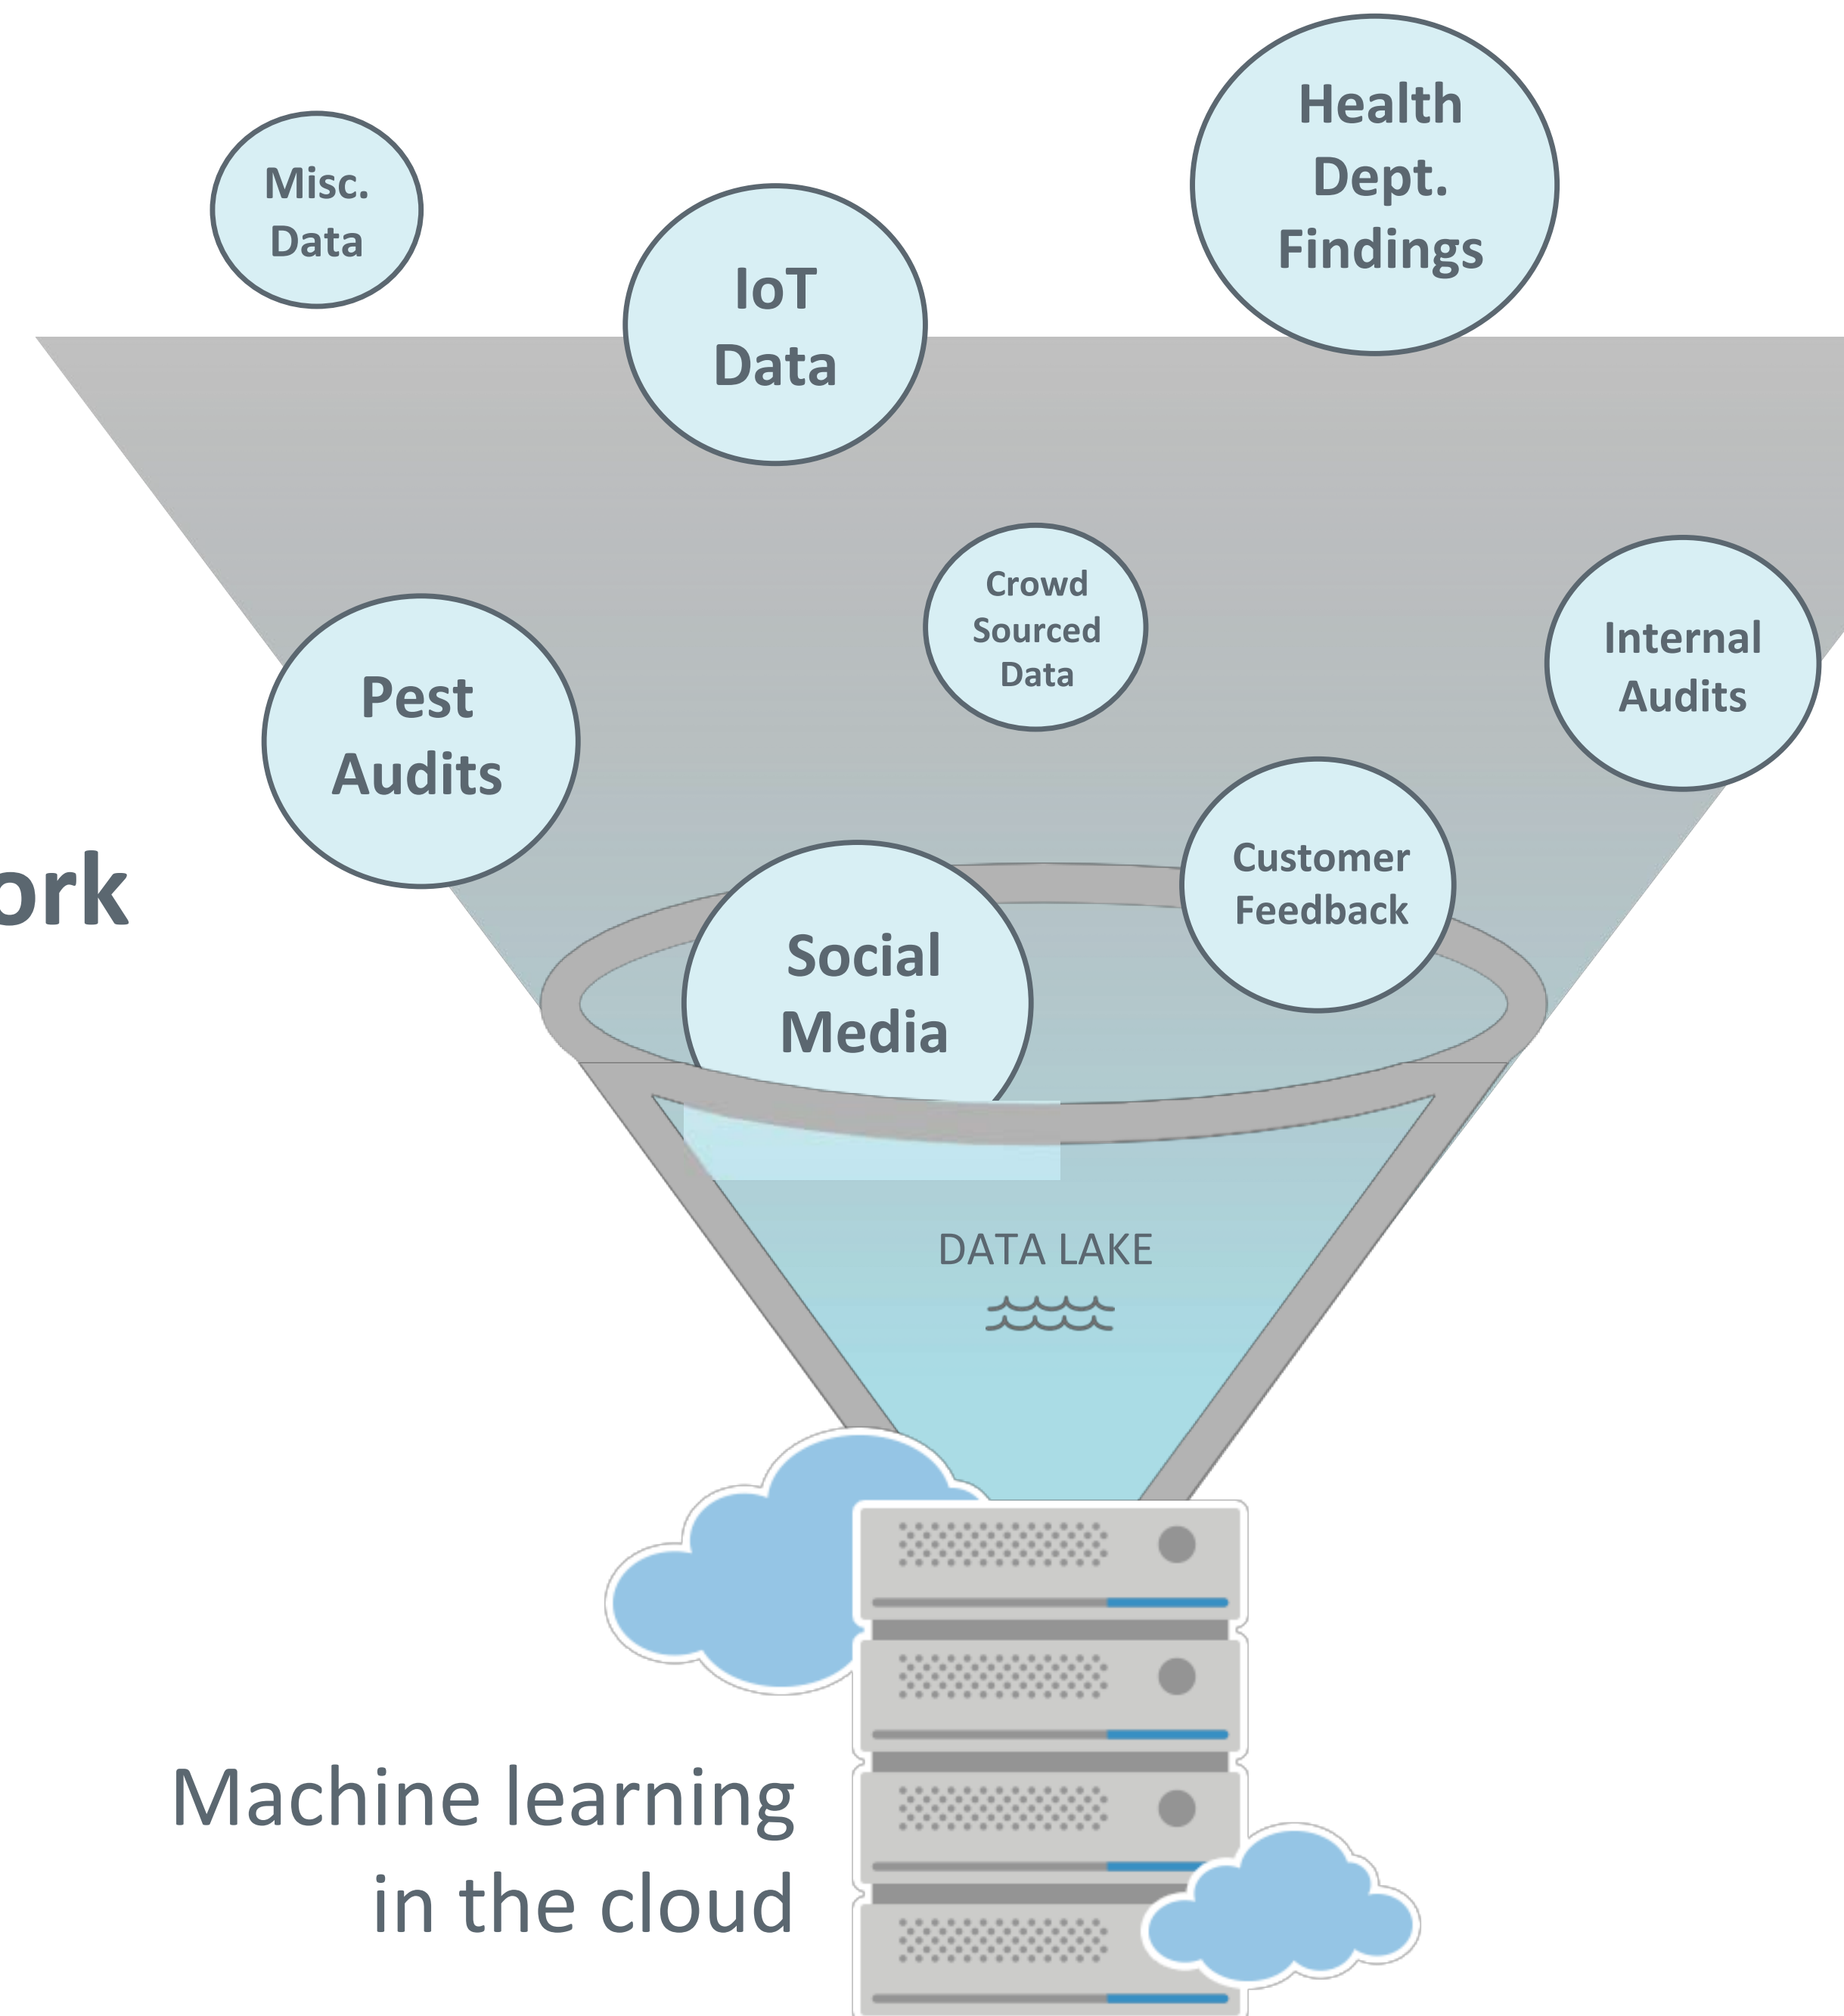 Health
Dept.
Findings
Misc.
Data
IoT
Data
Crowd
Sourced
Data
Internal
Audits
Pest
Audits
Customer
Feedback
ork
Social
Media
DATA LAKE
Machine learning
in the cloud